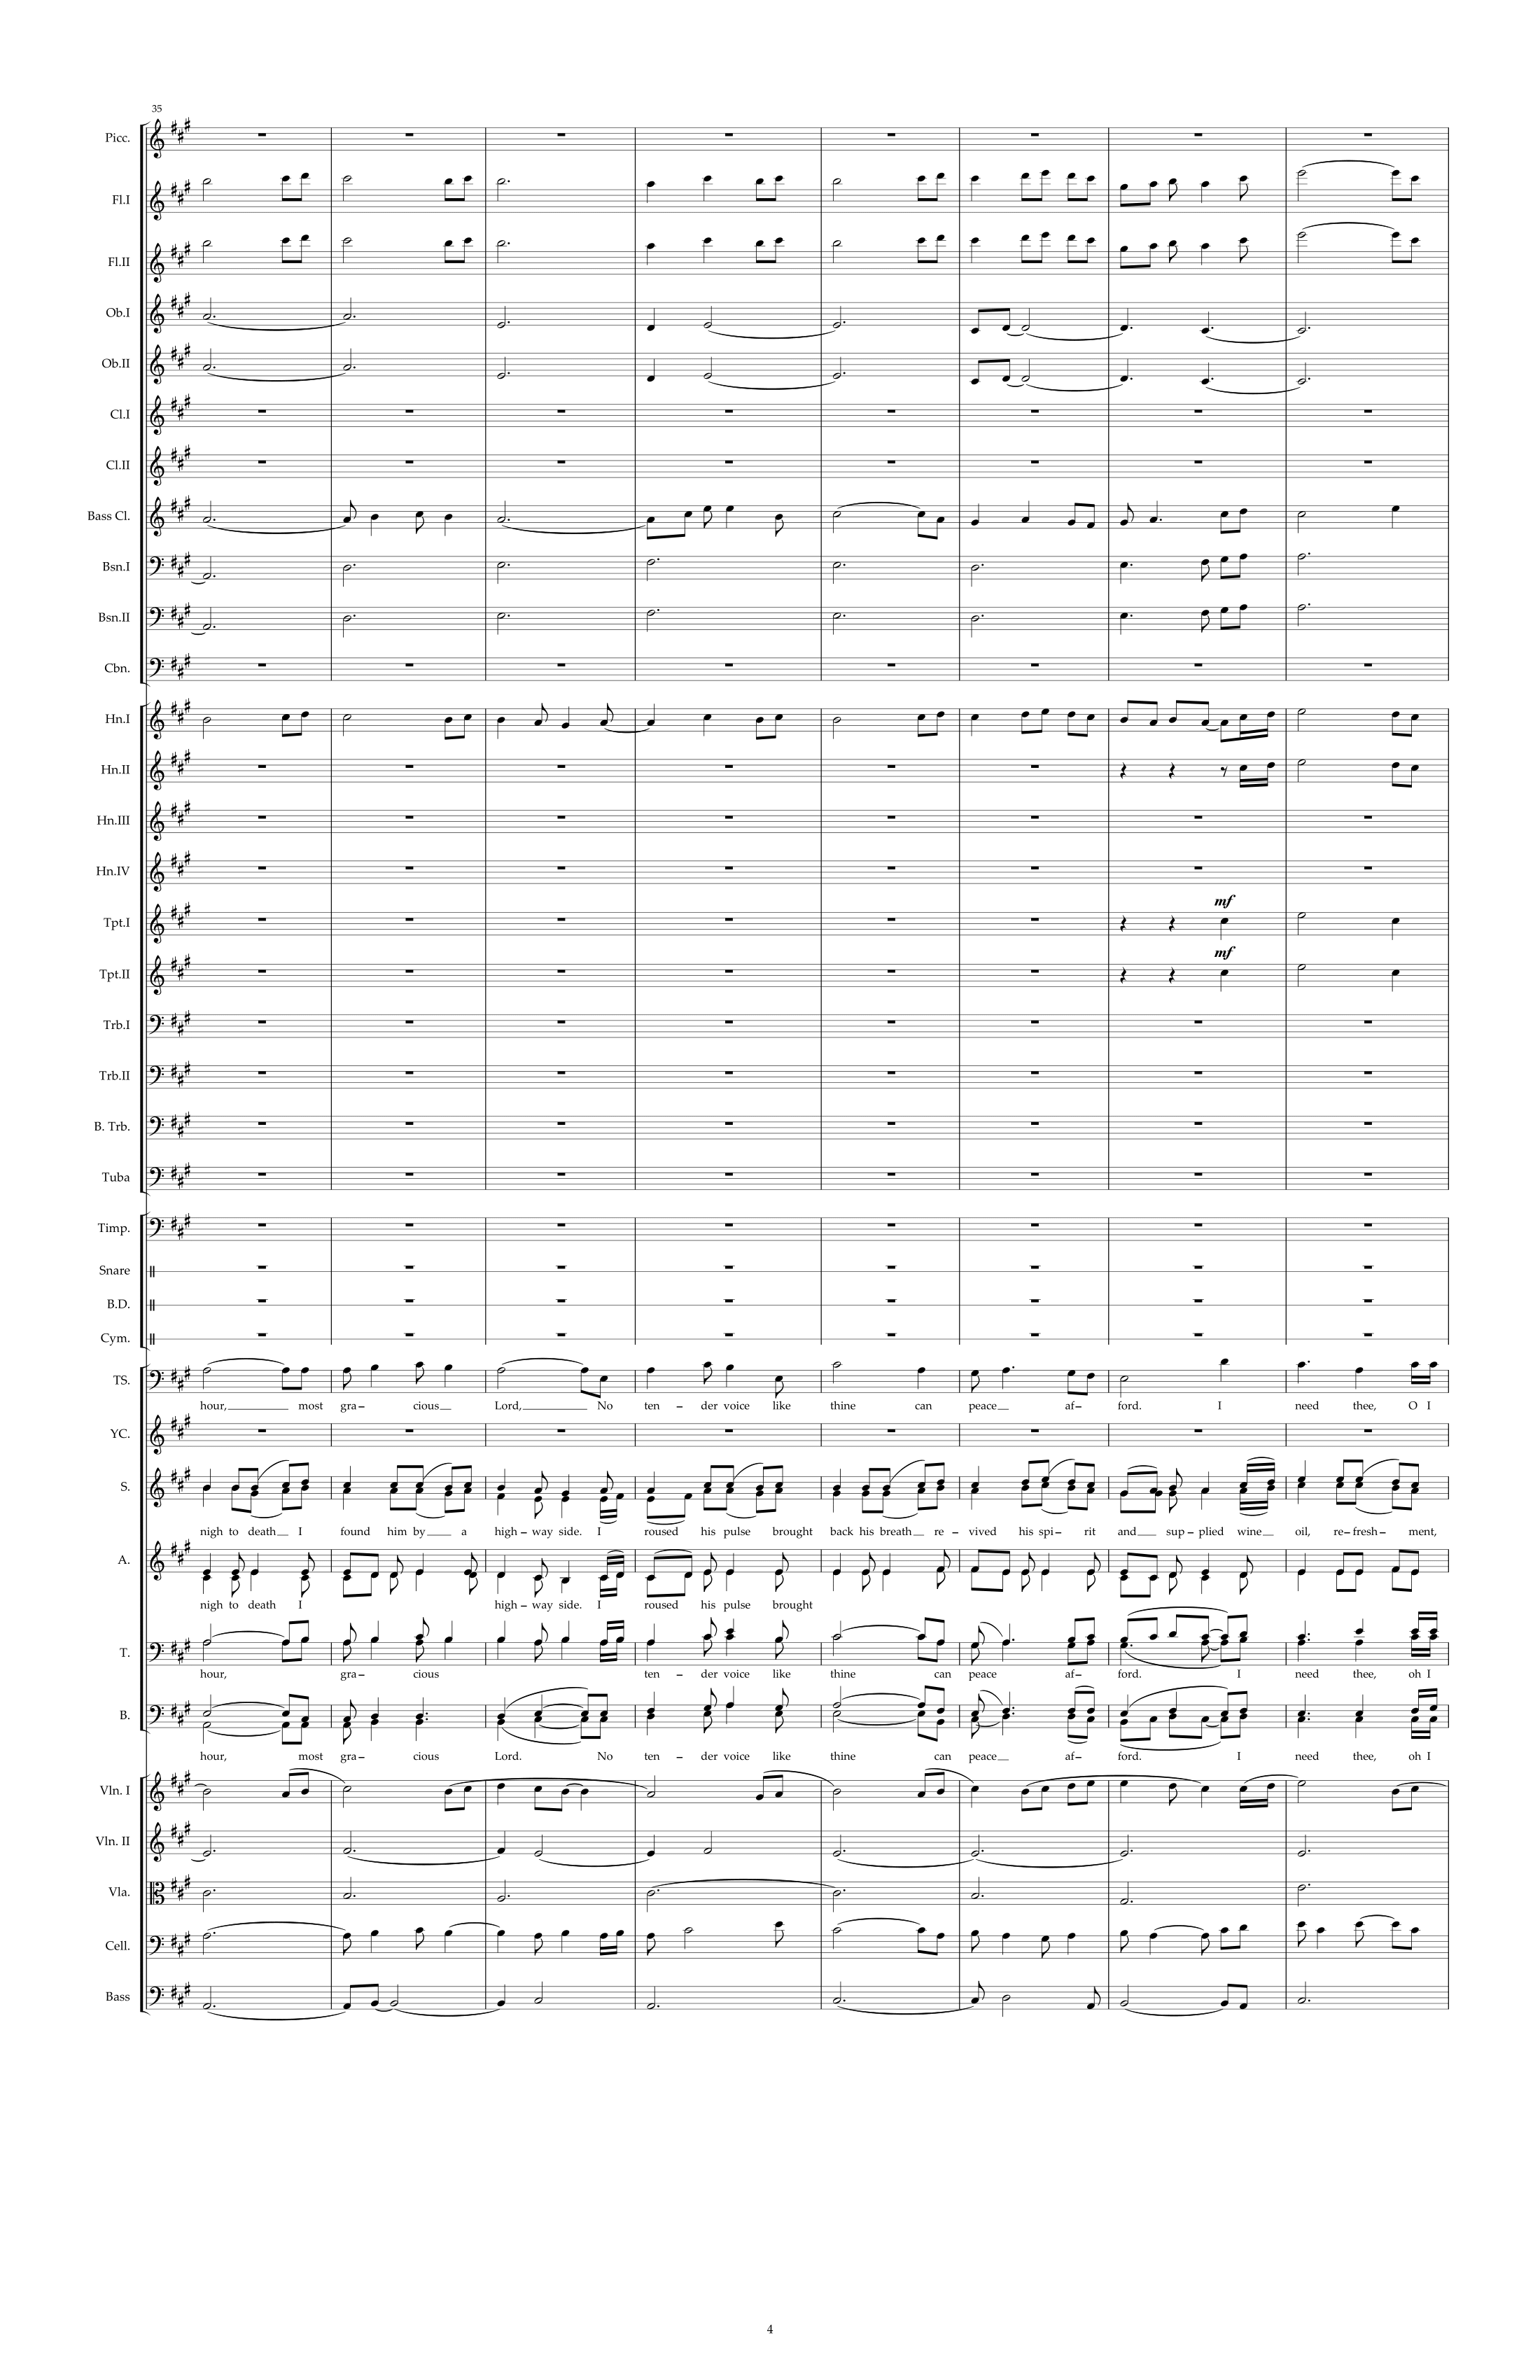 35
Picc.
Fl.I
Fl.II
Ob.I
Ob.II
Cl.I
Cl.II
Bass Cl.
Bsn.I
Bsn.II
Cbn.
Hn.I
Hn.II
Hn.III
Hn.IV
mf
Tpt.I
mf
Tpt.II
Trb.I
Trb.II
B. Trb.
Tuba
Timp.
Snare
B.D.
Cym.
TS.
hour, most gra- cious Lord, No ten - der voice like thine can peace af- ford. I need thee, O I
YC.
S.
nigh to death I found him by a high - way side. I roused his pulse brought back his breath re - vived his spi - rit and sup - plied wine oil, re - fresh - ment,
A.
nigh to death I high - way side. I roused his pulse brought
T.
hour, gra- cious ten - der voice like thine can peace af- ford. I need thee, oh I
B.
hour, most gra- cious Lord. No ten - der voice like thine can peace af- ford. I need thee, oh I
Vln. I
Vln. II
Vla.
Cell.
Bass
4